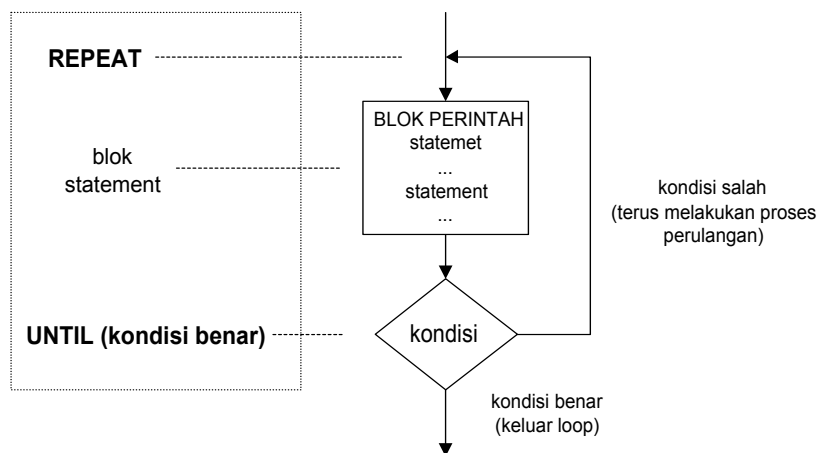 REPEAT
blok
statement
UNTIL (kondisi benar)
BLOK PERINTAH
statemet
...
statement
...
kondisi
kondisi salah
(terus melakukan proses
perulangan)
kondisi benar
(keluar loop)